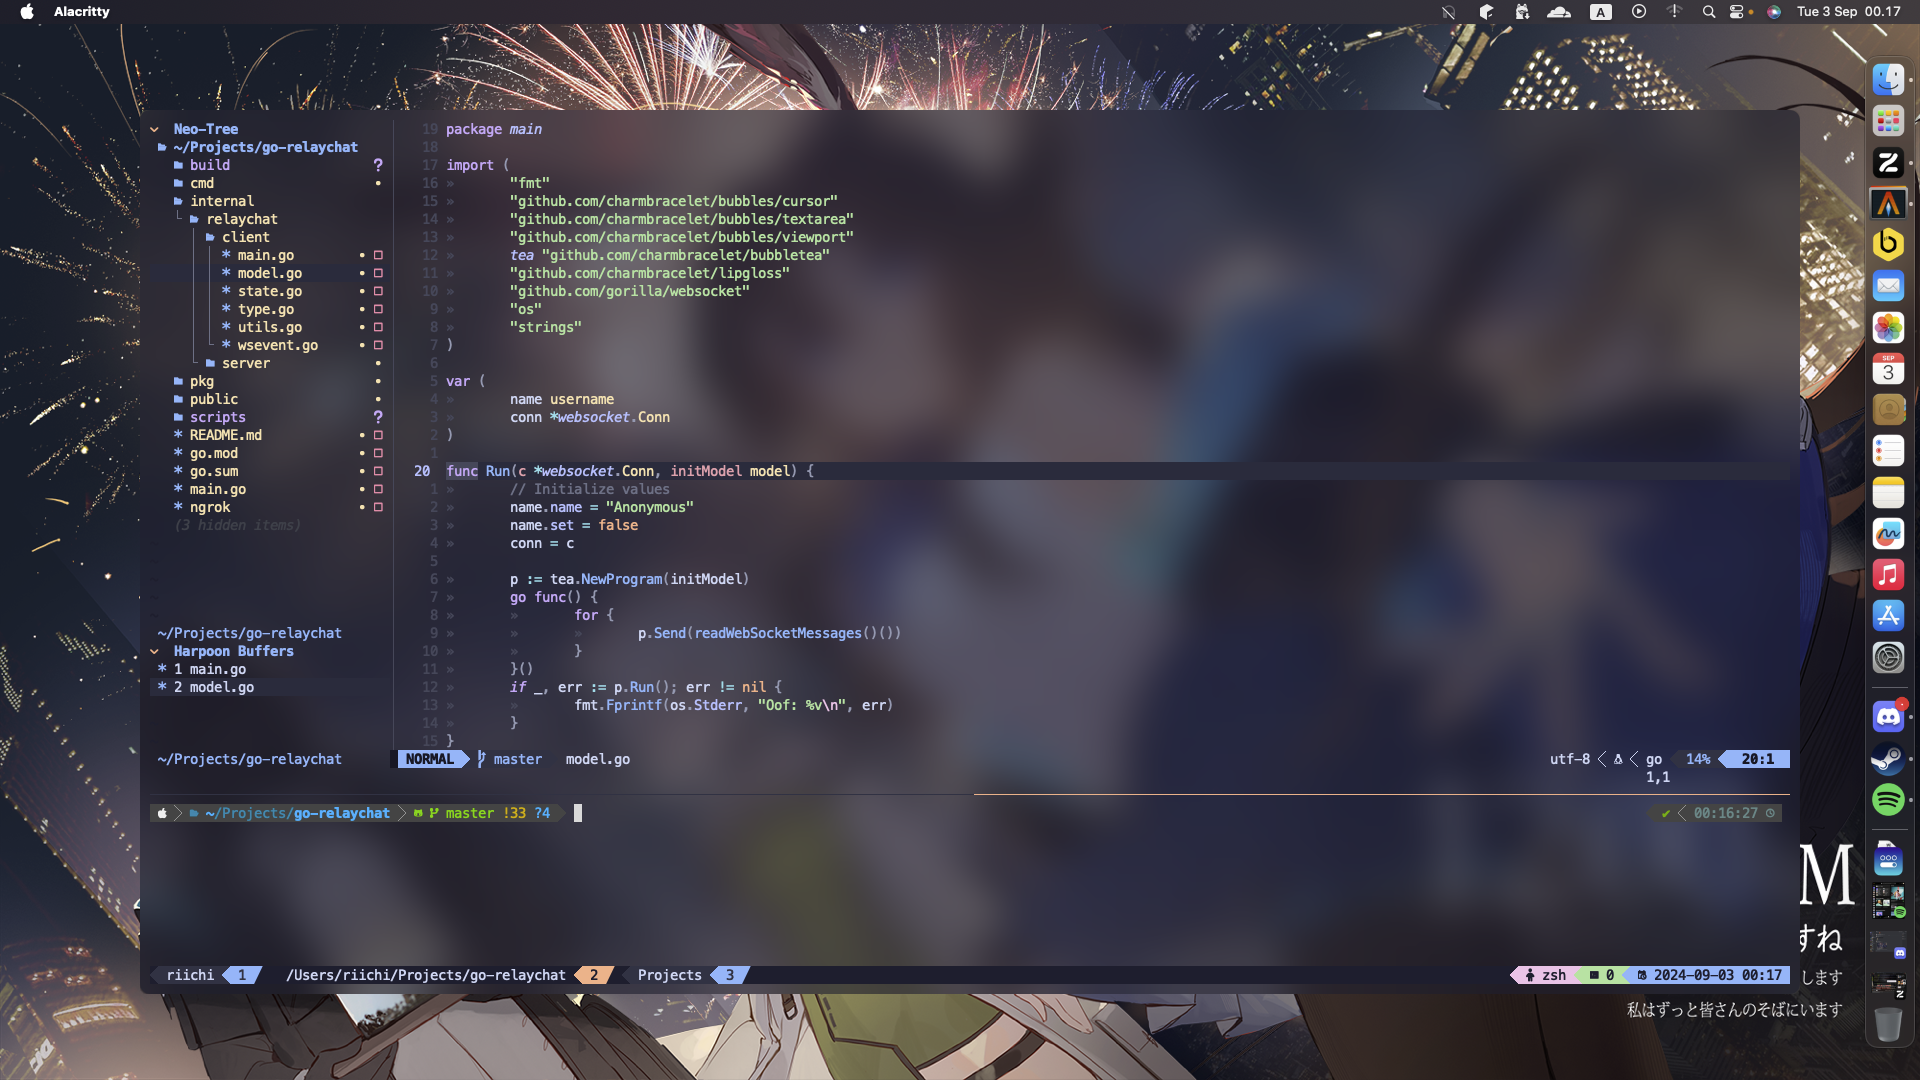 Alacritty
A
Tue 3 Sep 00.17
Neo-Tree
~/Projects/go-relaychat
build ?
cmd
internal
relaychat
client
main.go
model.go
state.go
type.go
utils.go
wsevent.go
server
pkg
public
scripts ?
README.md
go.mod
go.sum
main.go
ngrok
(3 hidden items)
~/Projects/go-relaychat
Harpoon Buffers
1 main.go
2 model.go
~/Projects/go-relaychat
19 package main
18
17 import (
16 » "fmt"
15 » "github.com/charmbracelet/bubbles/cursor"
14 » "github.com/charmbracelet/bubbles/textarea"
13 » "github.com/charmbracelet/bubbles/viewport"
12 » tea "github.com/charmbracelet/bubbletea"
11 » "github.com/charmbracelet/lipgloss"
10 » "github.com/gorilla/websocket"
9 » "os"
8 » "strings"
7 )
6
5 var (
4 » name username
3 » conn *websocket.Conn
2 )
1
20 func Run(c *websocket.Conn, initModel model) {
1 » // Initialize values
2 » name.name = "Anonymous"
3 » name.set = false
4 » conn = c
5
6 » p := tea.NewProgram(initModel)
7 » go func() {
8 » » for {
9 » » » p.Send(readWebSocketMessages()())
10 » » }
11 » }()
12 » if _, err := p.Run(); err != nil {
13 » » fmt.Fprintf(os.Stderr, "Oof: %v\n", err)
14 » }
15 }
NORMAL master model.go utf-8 go 14% 20:1
1,1
~/Projects/go-relaychat master !33 ?4 ✔ 00:16:27
riichi 1 /Users/riichi/Projects/go-relaychat 2 Projects 3 zsh 0 2024-09-03 00:17
SEP
3
M
すね
します
私はずっと皆さんのそばにいます